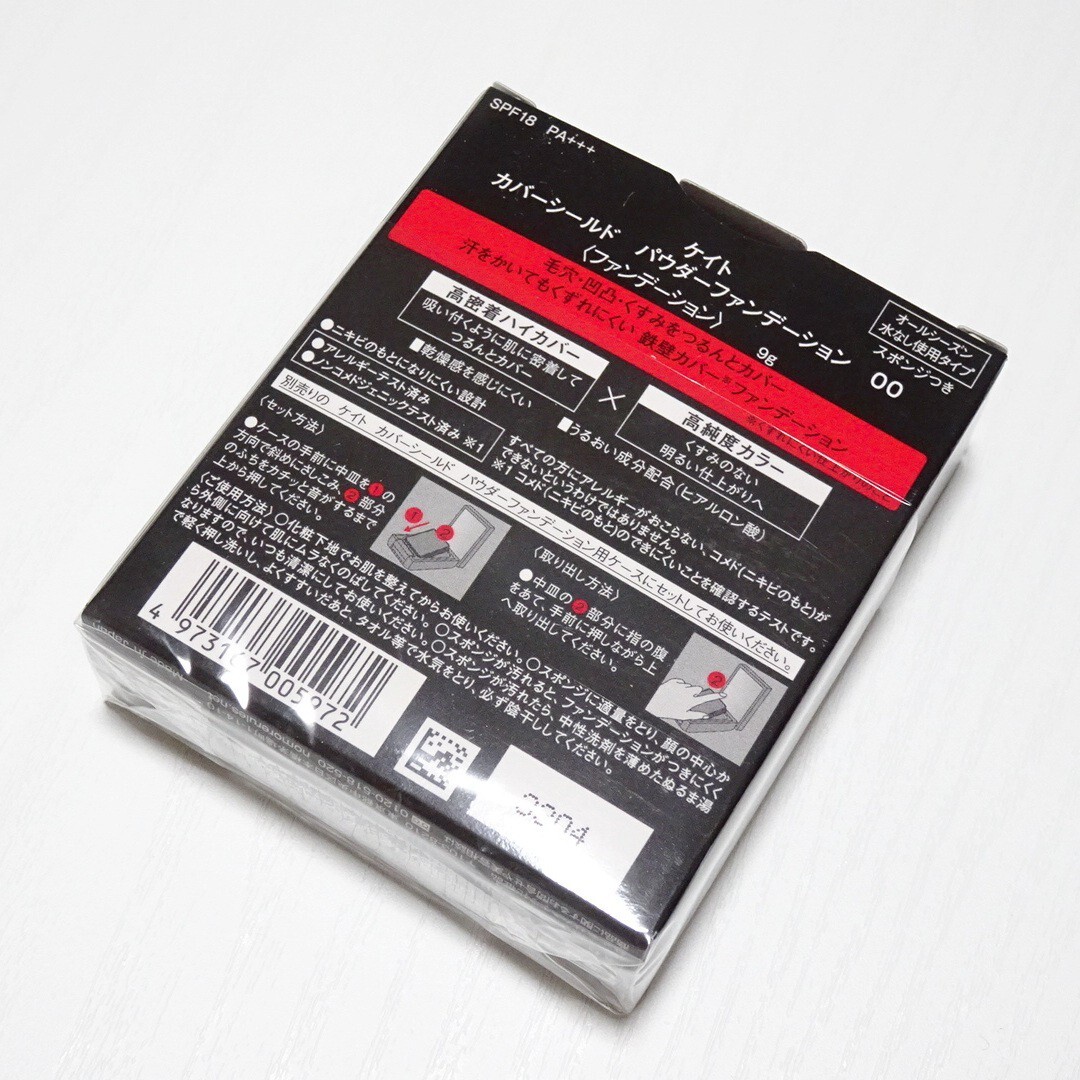 SPF18 PA+++
ケイト
カバーシールド パウダーファンデーション 00
〈ファンデーション〉 9g
オールシーズン
水なし使用タイプ
スポンジつき
毛穴・凹凸・くすみをつるんとカバー
汗をかいてもくずれにくい 鉄壁カバー※ファンデーション
高密着ハイカバー
吸い付くように肌に密着して
つるんとカバー
×
高純度カラー
くすみのない
明るい仕上がりへ
■乾燥感を感じにくい
■うるおい成分配合(ヒアルロン酸)
●ニキビのもとになりにくい設計
●アレルギーテスト済み
●ノンコメドジェニックテスト済み※1
すべての方にアレルギーがおこらない、コメド(ニキビのもと)が
できないというわけではありません。
※1 コメド(ニキビのもと)のできにくいことを確認するテストです。
別売りの ケイト カバーシールド パウダーファンデーション用ケースにセットしてお使いください。
〈セット方法〉
●ケースの手前に中皿を❶の
方向で斜めにさしこみ、❷部分
のふちをカチッと音がするまで
上から押してください。
❶
❷
〈取り出し方法〉
●中皿の❷部分に指の腹
をあて、手前に押しながら上
へ取り出してください。
❷
〈ご使用方法〉○化粧下地でお肌を整えてからお使いください。○スポンジに適量をとり、顔の中心か
ら外側に向けて肌にムラなくのばしてください。○スポンジが汚れると、ファンデーションがつきにくく
なりますので、いつも清潔にしてお使いください。○スポンジが汚れたら、中性洗剤を薄めたぬるま湯
で軽く押し洗いし、よくすすいだあと、タオル等で水気をとり、必ず陰干ししてください。
4 973167 005972
Made in Japan
0120-518-520 nomorerules.net